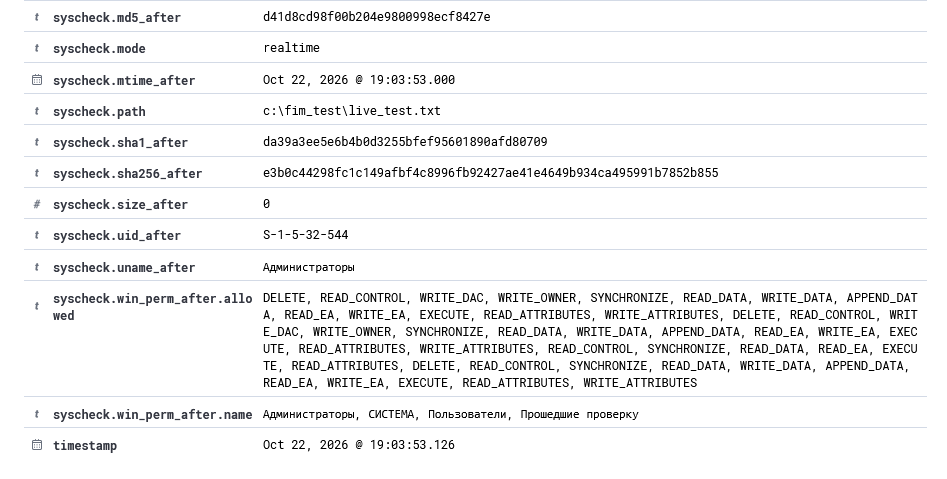 t syscheck.md5_after d41d8cd98f00b204e9800998ecf8427e
t syscheck.mode realtime
syscheck.mtime_after Oct 22, 2026 @ 19:03:53.000
t syscheck.path c:\fim_test\live_test.txt
t syscheck.sha1_after da39a3ee5e6b4b0d3255bfef95601890afd80709
t syscheck.sha256_after e3b0c44298fc1c149afbf4c8996fb92427ae41e4649b934ca495991b7852b855
# syscheck.size_after 0
t syscheck.uid_after S-1-5-32-544
t syscheck.uname_after Администраторы
t syscheck.win_perm_after.allo DELETE, READ_CONTROL, WRITE_DAC, WRITE_OWNER, SYNCHRONIZE, READ_DATA, WRITE_DATA, APPEND_DAT
wed A, READ_EA, WRITE_EA, EXECUTE, READ_ATTRIBUTES, WRITE_ATTRIBUTES, DELETE, READ_CONTROL, WRIT
E_DAC, WRITE_OWNER, SYNCHRONIZE, READ_DATA, WRITE_DATA, APPEND_DATA, READ_EA, WRITE_EA, EXEC
UTE, READ_ATTRIBUTES, WRITE_ATTRIBUTES, READ_CONTROL, SYNCHRONIZE, READ_DATA, READ_EA, EXECU
TE, READ_ATTRIBUTES, DELETE, READ_CONTROL, SYNCHRONIZE, READ_DATA, WRITE_DATA, APPEND_DATA,
READ_EA, WRITE_EA, EXECUTE, READ_ATTRIBUTES, WRITE_ATTRIBUTES
t syscheck.win_perm_after.name Администраторы, СИСТЕМА, Пользователи, Прошедшие проверку
timestamp Oct 22, 2026 @ 19:03:53.126